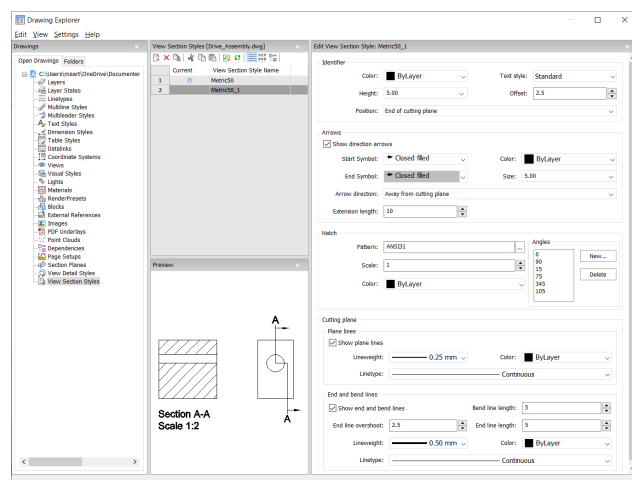 Drawing Explorer
Edit View Settings Help
Drawings
Open Drawings Folders
C:\Users\maart\OneDrive\Documenter
Layers
Layer States
Linetypes
Multiline Styles
Multileader Styles
Text Styles
Dimension Styles
Table Styles
Datalinks
Coordinate Systems
Views
Visual Styles
Lights
Materials
RenderPresets
Blocks
External References
Images
PDF Underlays
Point Clouds
Dependencies
Page Setups
Section Planes
View Detail Styles
View Section Styles
View Section Styles [Drive_Assembly.dwg]
Current View Section Style Name
1 Metric50
2 Metric50_1
Preview
A
A
Section A-A
Scale 1:2
Edit View Section Style: Metric50_1
Identifier
Color: ByLayer Text style: Standard
Height: 5.00 Offset: 2.5
Position: End of cutting plane
Arrows
Show direction arrows
Start Symbol: Closed filled Color: ByLayer
End Symbol: Closed filled Size: 5.00
Arrow direction: Away from cutting plane
Extension length: 10
Hatch
Pattern: ANSI31 ...
Scale: 1
Color: ByLayer
Angles
0
90
15
75
345
105
New...
Delete
Cutting plane
Plane lines
Show plane lines
Lineweight: 0.25 mm Color: ByLayer
Linetype: Continuous
End and bend lines
Show end and bend lines Bend line length: 5
End line overshoot: 2.5 End line length: 5
Lineweight: 0.50 mm Color: ByLayer
Linetype: Continuous